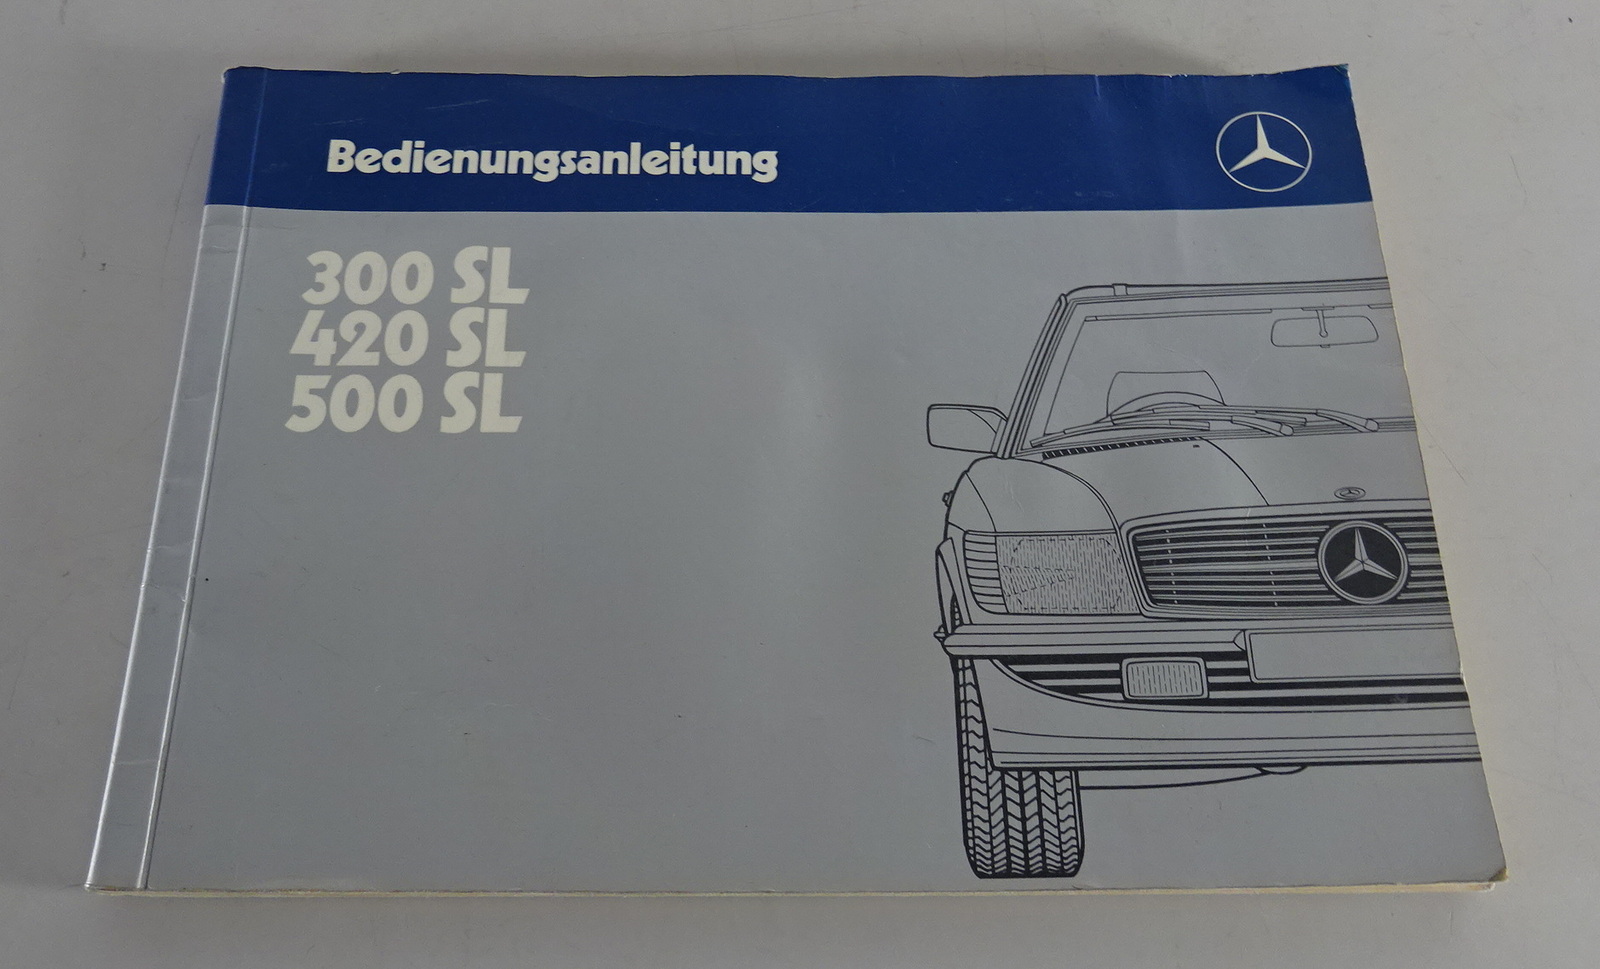 Bedienungsanleitung
300 SL
420 SL
500 SL